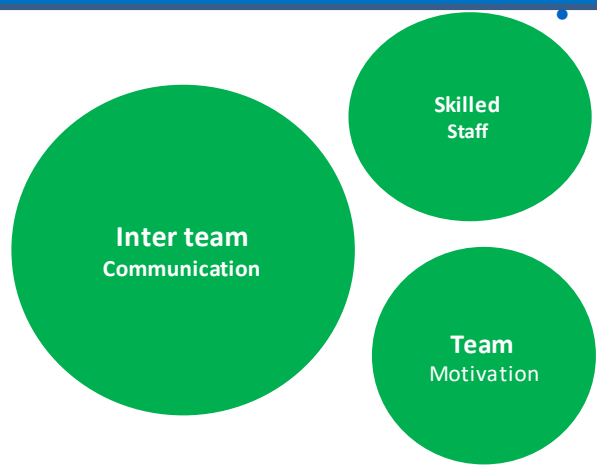 Skilled
Staff
Inter team
Communication
Team
Motivation